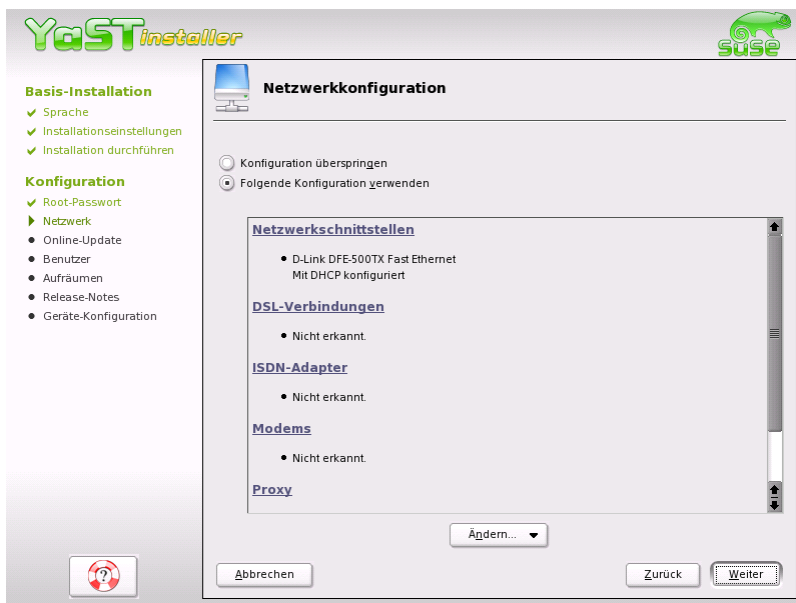 YaST installer
SUSE
Basis-Installation
Sprache
Installationseinstellungen
Installation durchführen
Konfiguration
Root-Passwort
Netzwerk
Online-Update
Benutzer
Aufräumen
Release-Notes
Geräte-Konfiguration
Netzwerkkonfiguration
Konfiguration überspringen
Folgende Konfiguration verwenden
Netzwerkschnittstellen
D-Link DFE-500TX Fast Ethernet
Mit DHCP konfiguriert
DSL-Verbindungen
Nicht erkannt.
ISDN-Adapter
Nicht erkannt.
Modems
Nicht erkannt.
Proxy
Ändern...
?
Abbrechen
Zurück
Weiter